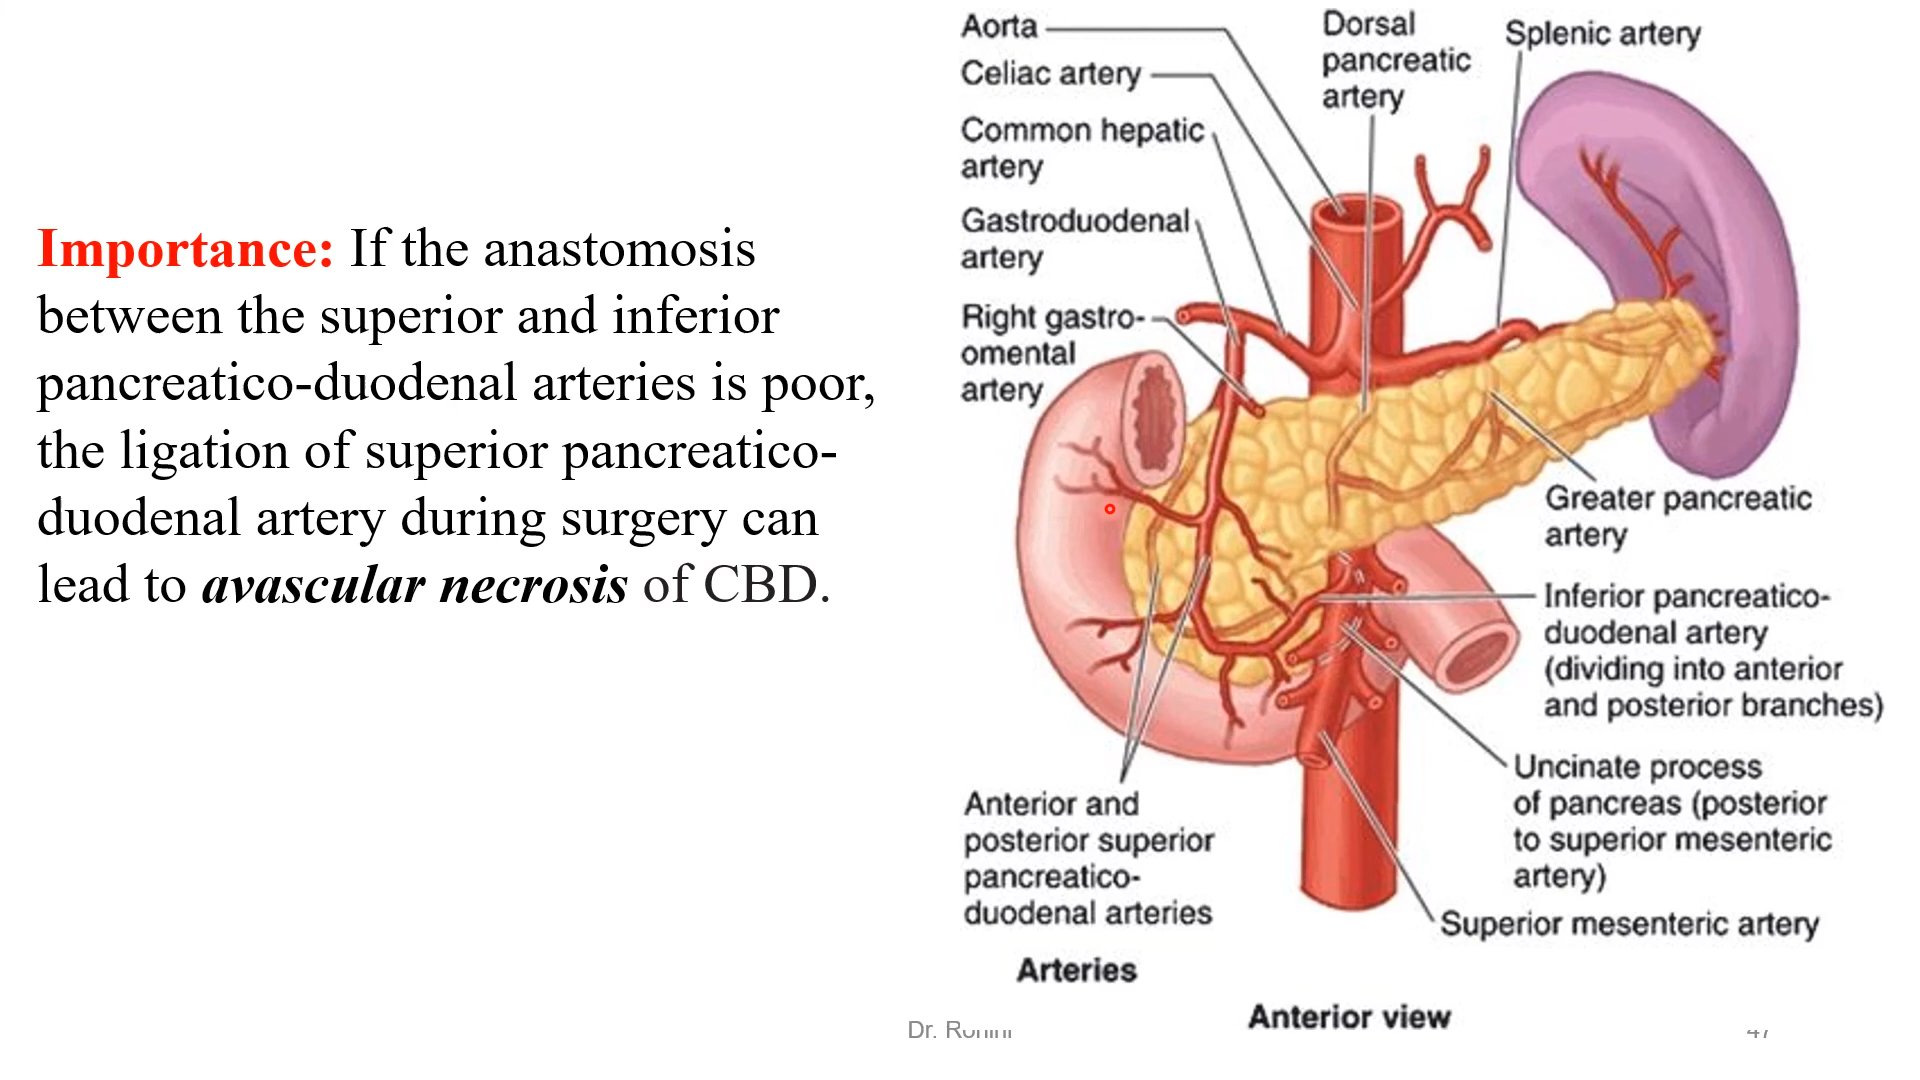 Importance: If the anastomosis
between the superior and inferior
pancreatico-duodenal arteries is poor,
the ligation of superior pancreatico-
duodenal artery during surgery can
lead to avascular necrosis of CBD.
Aorta
Celiac artery
Common hepatic
artery
Gastroduodenal
artery
Right gastro-
omental
artery
Dorsal
pancreatic
artery
Splenic artery
Greater pancreatic
artery
Inferior pancreatico-
duodenal artery
(dividing into anterior
and posterior branches)
Uncinate process
of pancreas (posterior
to superior mesenteric
artery)
Superior mesenteric artery
Anterior and
posterior superior
pancreatico-
duodenal arteries
Arteries
Anterior view
Dr.